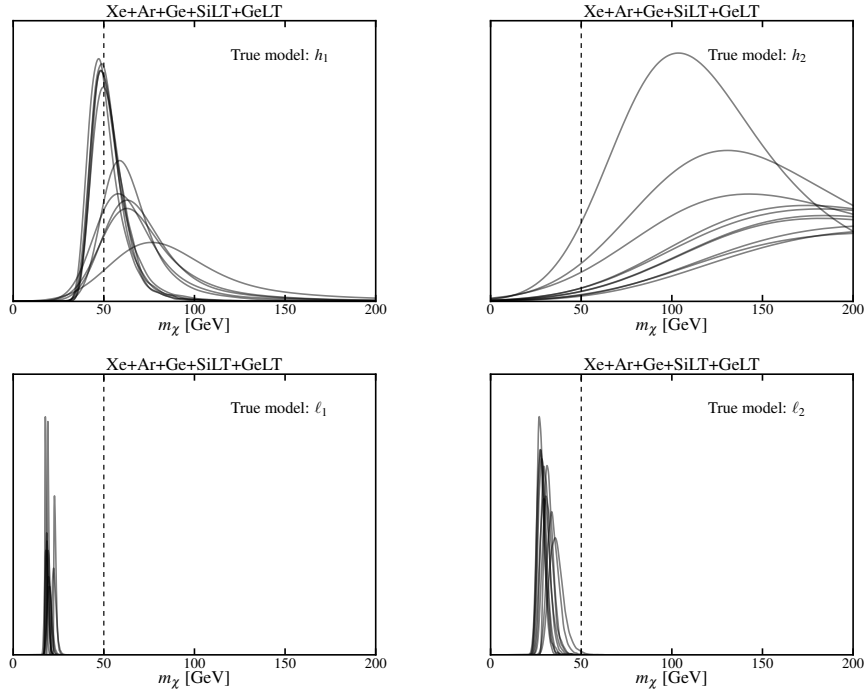 Xe+Ar+Ge+SiLT+GeLT
True model: h₁
0 50 100 150 200
mχ [GeV]
Xe+Ar+Ge+SiLT+GeLT
True model: h₂
0 50 100 150 200
mχ [GeV]
Xe+Ar+Ge+SiLT+GeLT
True model: ℓ₁
0 50 100 150 200
mχ [GeV]
Xe+Ar+Ge+SiLT+GeLT
True model: ℓ₂
0 50 100 150 200
mχ [GeV]